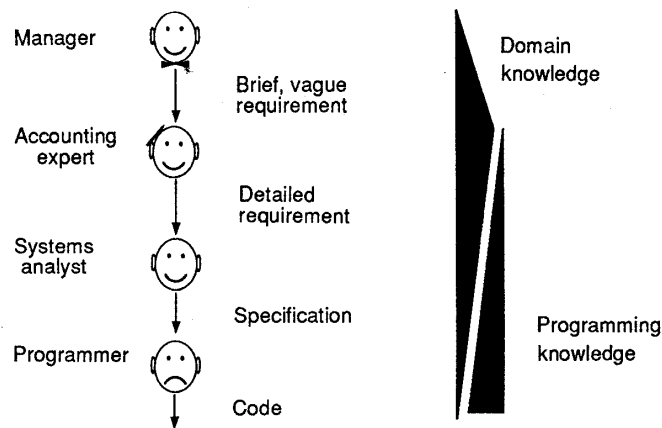 Manager
Domain
knowledge
Brief, vague
requirement
Accounting
expert
Detailed
requirement
Systems
analyst
Specification
Programming
knowledge
Programmer
Code